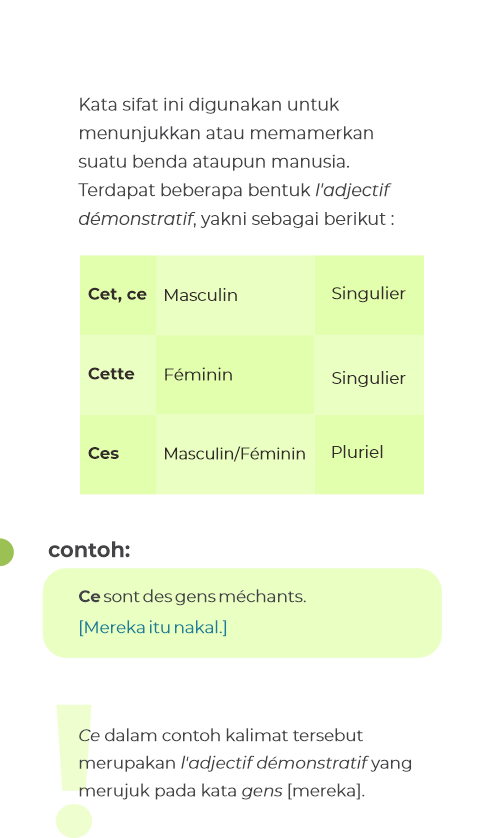 Kata sifat ini digunakan untuk
menunjukkan atau memamerkan
suatu benda ataupun manusia.
Terdapat beberapa bentuk l'adjectif
démonstratif, yakni sebagai berikut :
Cet, ce Masculin Singulier
Cette Féminin Singulier
Ces Masculin/Féminin Pluriel
contoh:
Ce sont des gens méchants.
[Mereka itu nakal.]
Ce dalam contoh kalimat tersebut
merupakan l'adjectif démonstratif yang
merujuk pada kata gens [mereka].